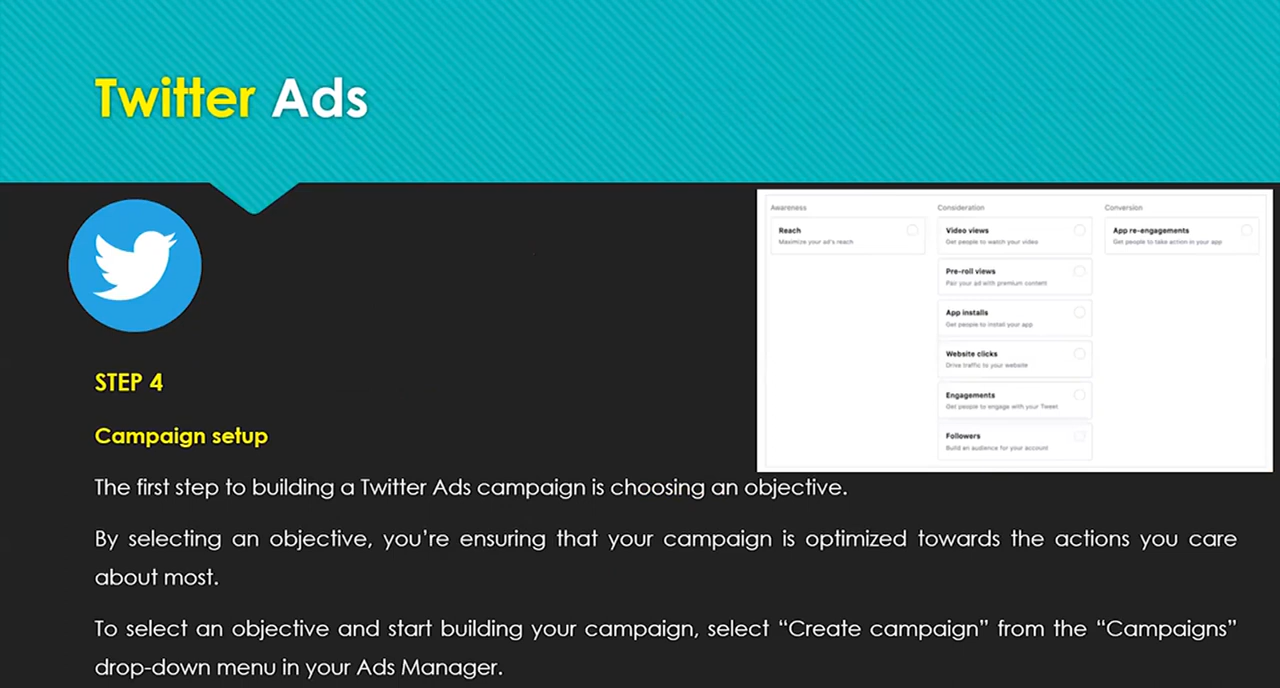 Twitter Ads
Awareness
Reach
Maximize your ad's reach
Consideration
Video views
Get people to watch your video
Pre-roll views
Pair your ad with premium content
App installs
Get people to install your app
Website clicks
Drive traffic to your website
Engagements
Get people to engage with your Tweet
Followers
Build an audience for your account
Conversion
App re-engagements
Get people to take action in your app
STEP 4
Campaign setup
The first step to building a Twitter Ads campaign is choosing an objective.
By selecting an objective, you're ensuring that your campaign is optimized towards the actions you care
about most.
To select an objective and start building your campaign, select “Create campaign” from the “Campaigns”
drop-down menu in your Ads Manager.